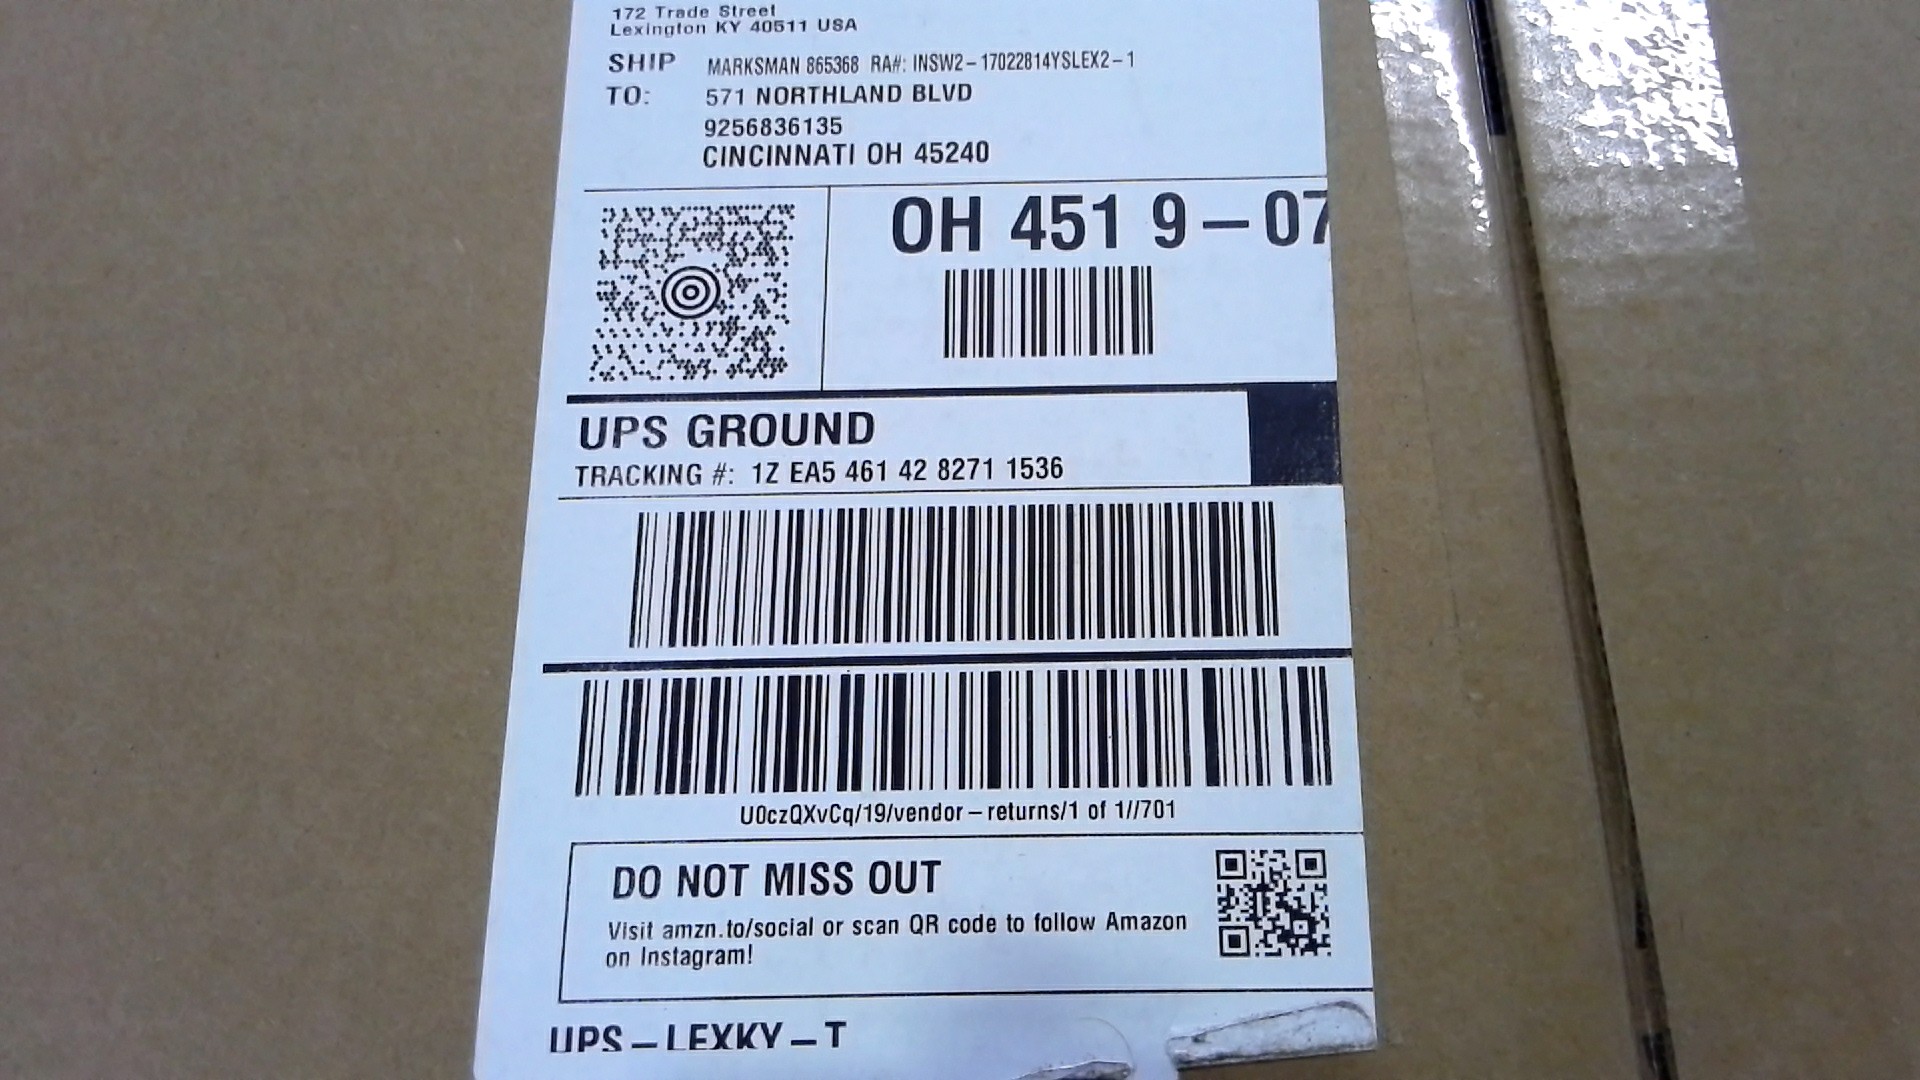 172 Trade Street
Lexington KY 40511 USA
SHIP TO: MARKSMAN 865368 RA#: INSW2-17022814YSLEX2-1
571 NORTHLAND BLVD
9256836135
CINCINNATI OH 45240
OH 451 9-07
UPS GROUND
TRACKING #: 1Z EA5 461 42 8271 1536
U0czQXvCq/19/vendor-returns/1 of 1//701
DO NOT MISS OUT
Visit amzn.to/social or scan QR code to follow Amazon
on Instagram!
UPS-LEXKY-T